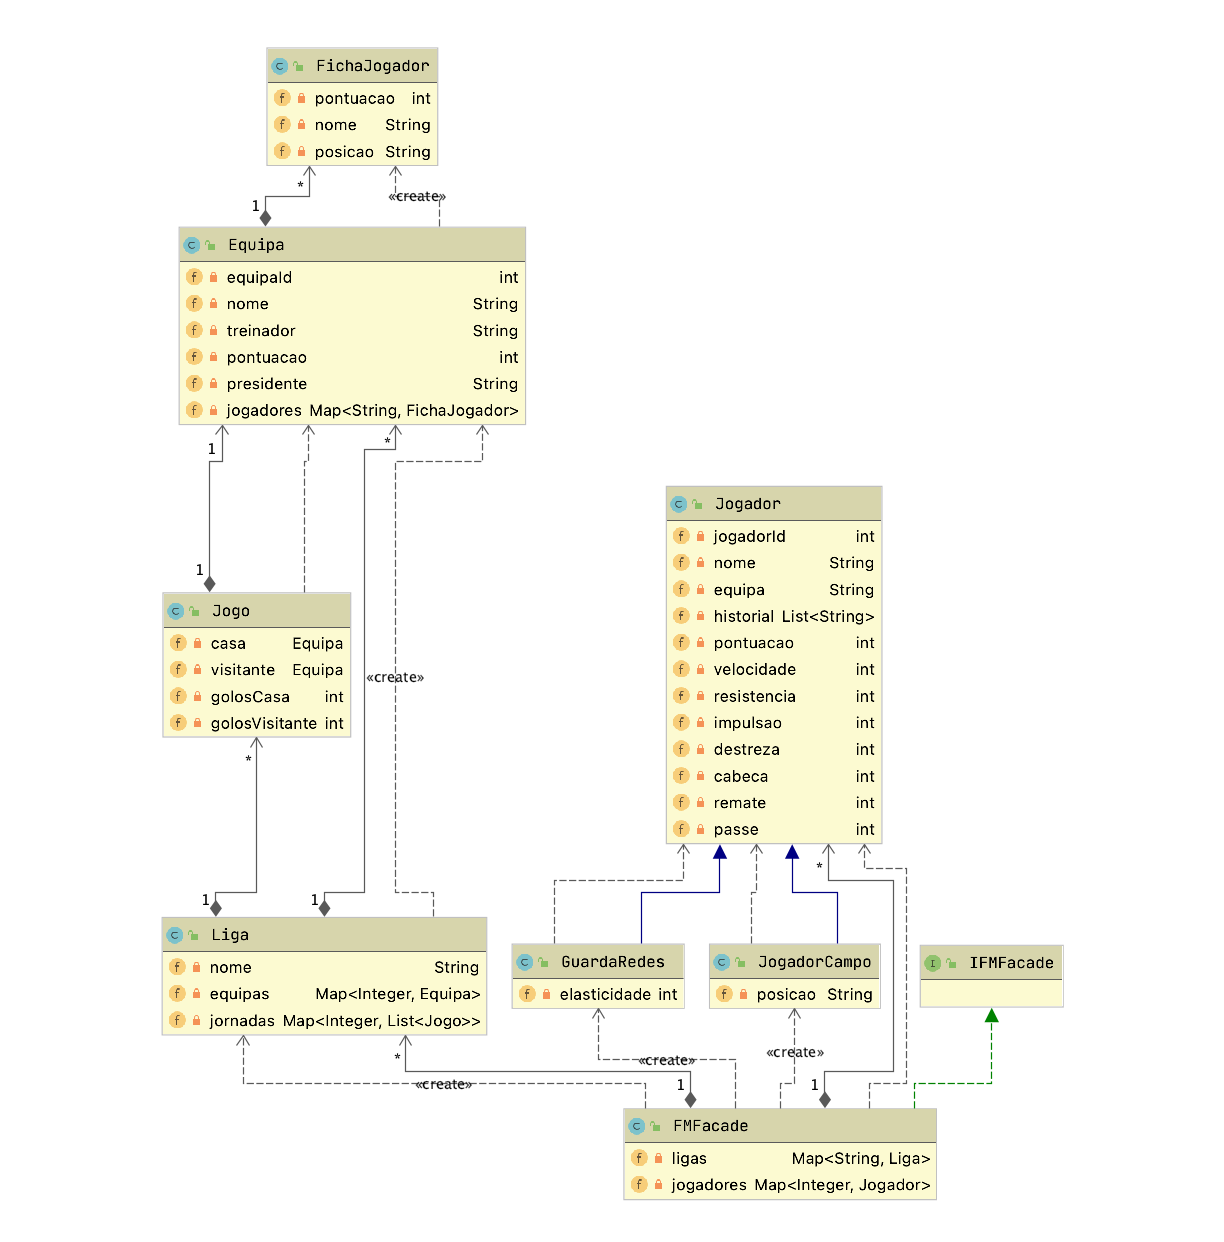 FichaJogador
pontuacao int
nome String
posicao String
*
1
«create»
Equipa
equipaId int
nome String
treinador String
pontuacao int
presidente String
jogadores Map<String, FichaJogador>
1
*
1
«create»
Jogo
casa Equipa
visitante Equipa
golosCasa int
golosVisitante int
*
1
1
Liga
nome String
equipas Map<Integer, Equipa>
jornadas Map<Integer, List<Jogo>>
Jogador
jogadorId int
nome String
equipa String
historial List<String>
pontuacao int
velocidade int
resistencia int
impulsao int
destreza int
cabeca int
remate int
passe int
*
GuardaRedes
elasticidade int
JogadorCampo
posicao String
IFMFacade
*
«create»
«create»
«create»
1
1
FMFacade
ligas Map<String, Liga>
jogadores Map<Integer, Jogador>